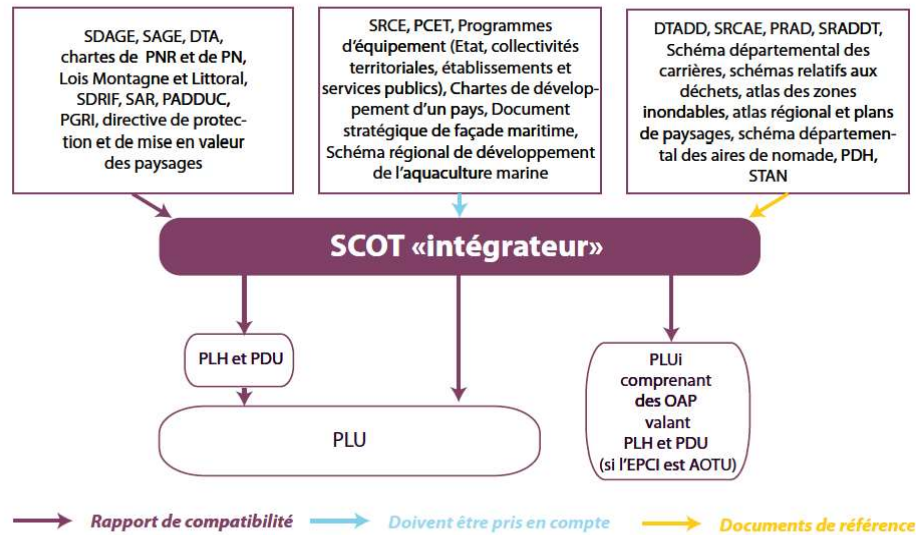 SDAGE, SAGE, DTA,
chartes de PNR et de PN,
Lois Montagne et Littoral,
SDRIF, SAR, PADDUC,
PGRI, directive de protec-
tion et de mise en valeur
des paysages
SRCE, PCET, Programmes
d'équipement (Etat, collectivités
territoriales, établissements et
services publics), Chartes de dévelop-
pement d'un pays, Document
stratégique de façade maritime,
Schéma régional de développement
de l'aquaculture marine
DTADD, SRCAE, PRAD, SRADDT,
Schéma départemental des
carrières, schémas relatifs aux
déchets, atlas des zones
inondables, atlas régional et plans
de paysages, schéma départemen-
tal des aires de nomade, PDH,
STAN
SCOT «intégrateur»
PLH et PDU
PLU
PLUi
comprenant
des OAP
valant
PLH et PDU
(si l'EPCI est AOTU)
Rapport de compatibilité
Doivent être pris en compte
Documents de référence